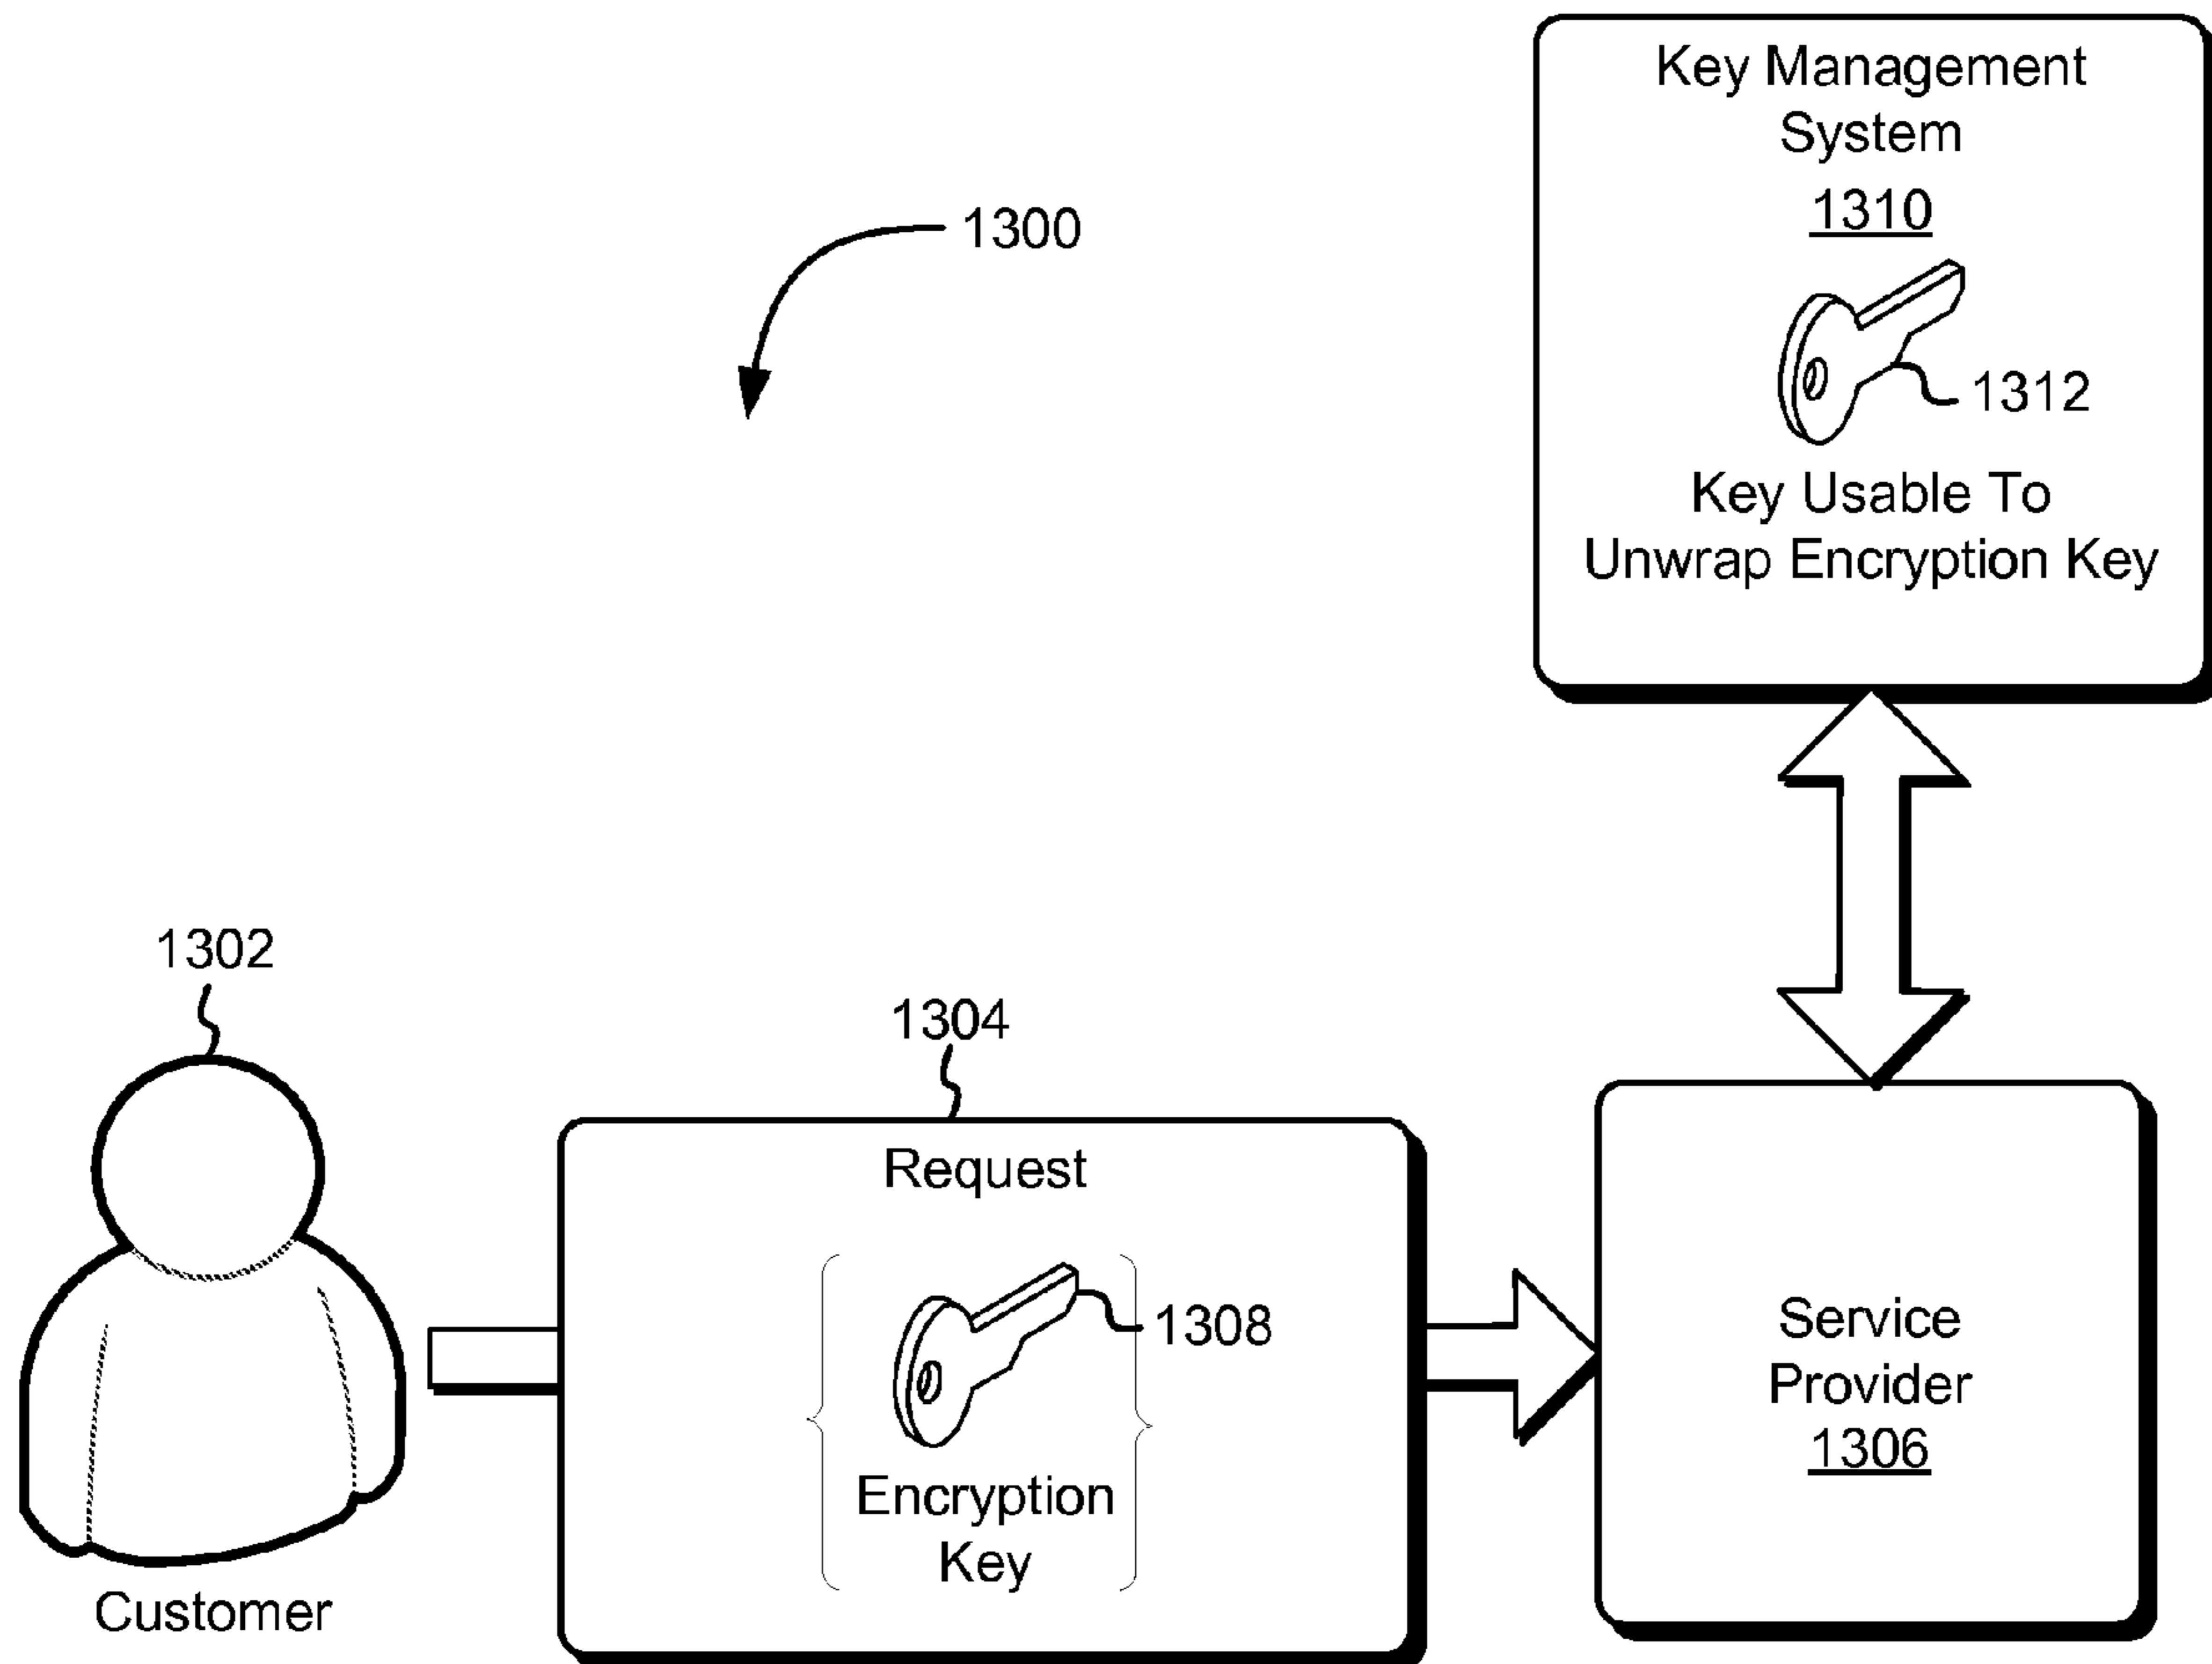 Key Management
System
1310
1300
1312
Key Usable To
Unwrap Encryption Key
1302
1304
Request
1308
Encryption
Key
Service
Provider
1306
Customer